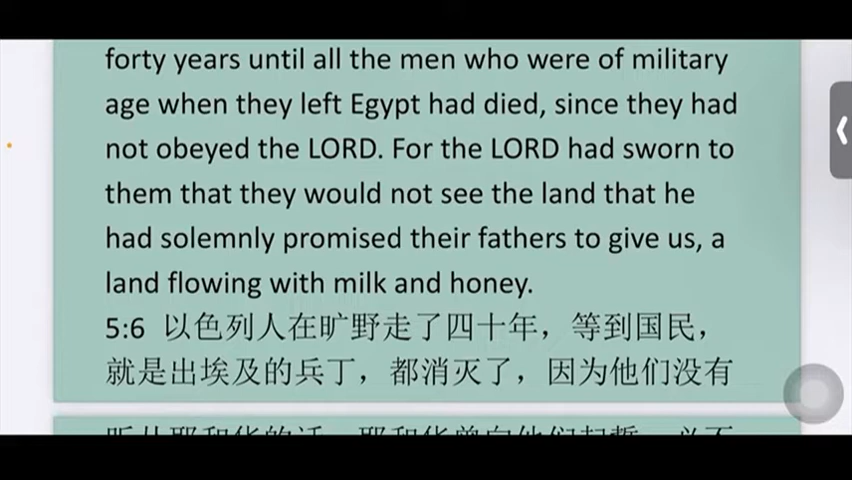 forty years until all the men who were of military
age when they left Egypt had died, since they had
not obeyed the LORD. For the LORD had sworn to
them that they would not see the land that he
had solemnly promised their fathers to give us, a
land flowing with milk and honey.
5:6 以色列人在旷野走了四十年，等到国民，
就是出埃及的兵丁，都消灭了，因为他们没有